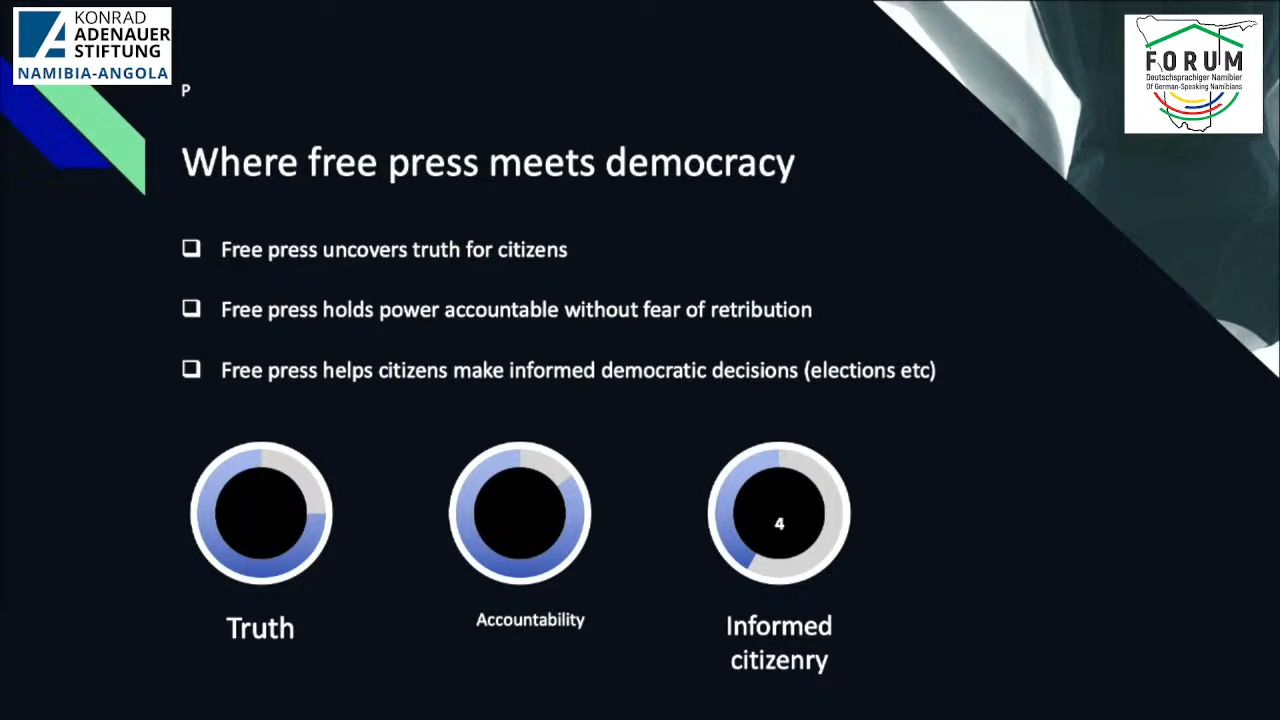 KONRAD
ADENAUER
STIFTUNG
NAMIBIA-ANGOLA
FORUM
Deutschsprachiger Namibier
Of German-Speaking Namibians
P
Where free press meets democracy
Free press uncovers truth for citizens
Free press holds power accountable without fear of retribution
Free press helps citizens make informed democratic decisions (elections etc)
4
Truth
Accountability
Informed
citizenry